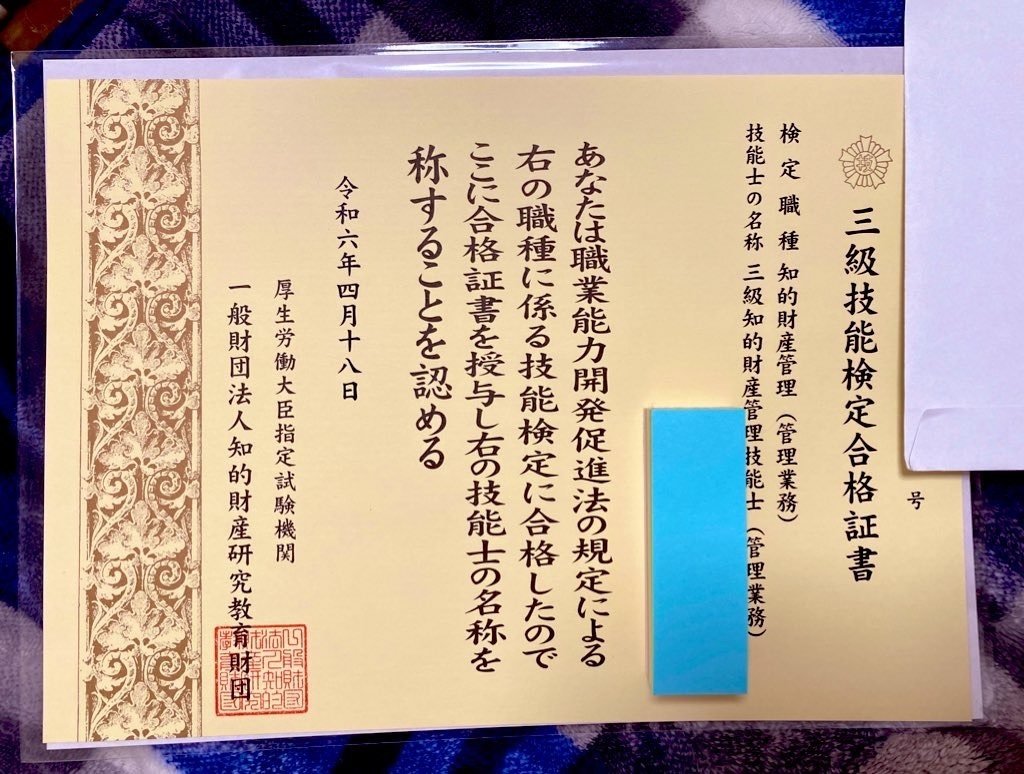 号
三級技能検定合格証書
検定職種 知的財産管理（管理業務）
技能士の名称 三級知的財産管理技能士（管理業務）
あなたは職業能力開発促進法の規定による
右の職種に係る技能検定に合格したので
ここに合格証書を授与し右の技能士の名称を
称することを認める
令和六年四月十八日
厚生労働大臣指定試験機関
一般財団法人知的財産研究教育財団